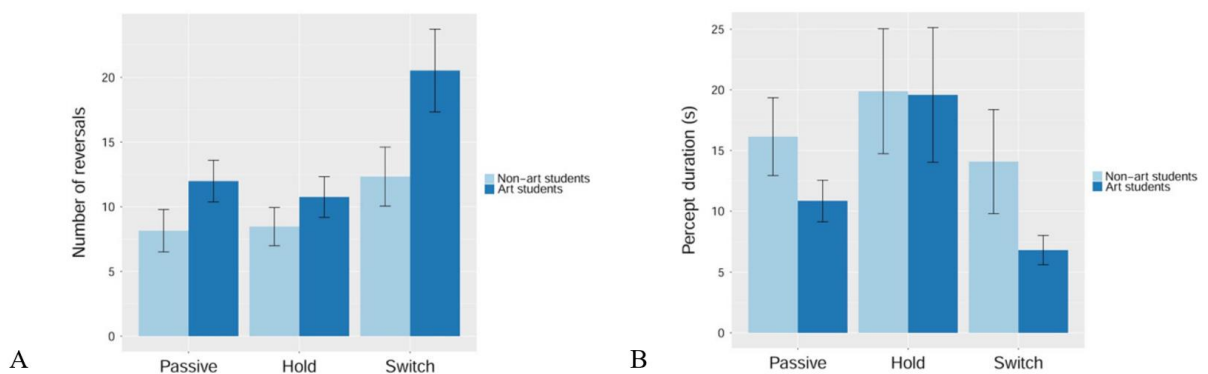 A
Number of reversals
20
15
10
5
0
Passive
Hold
Switch
Non-art students
Art students
B
Percept duration (s)
25
20
15
10
5
0
Passive
Hold
Switch
Non-art students
Art students